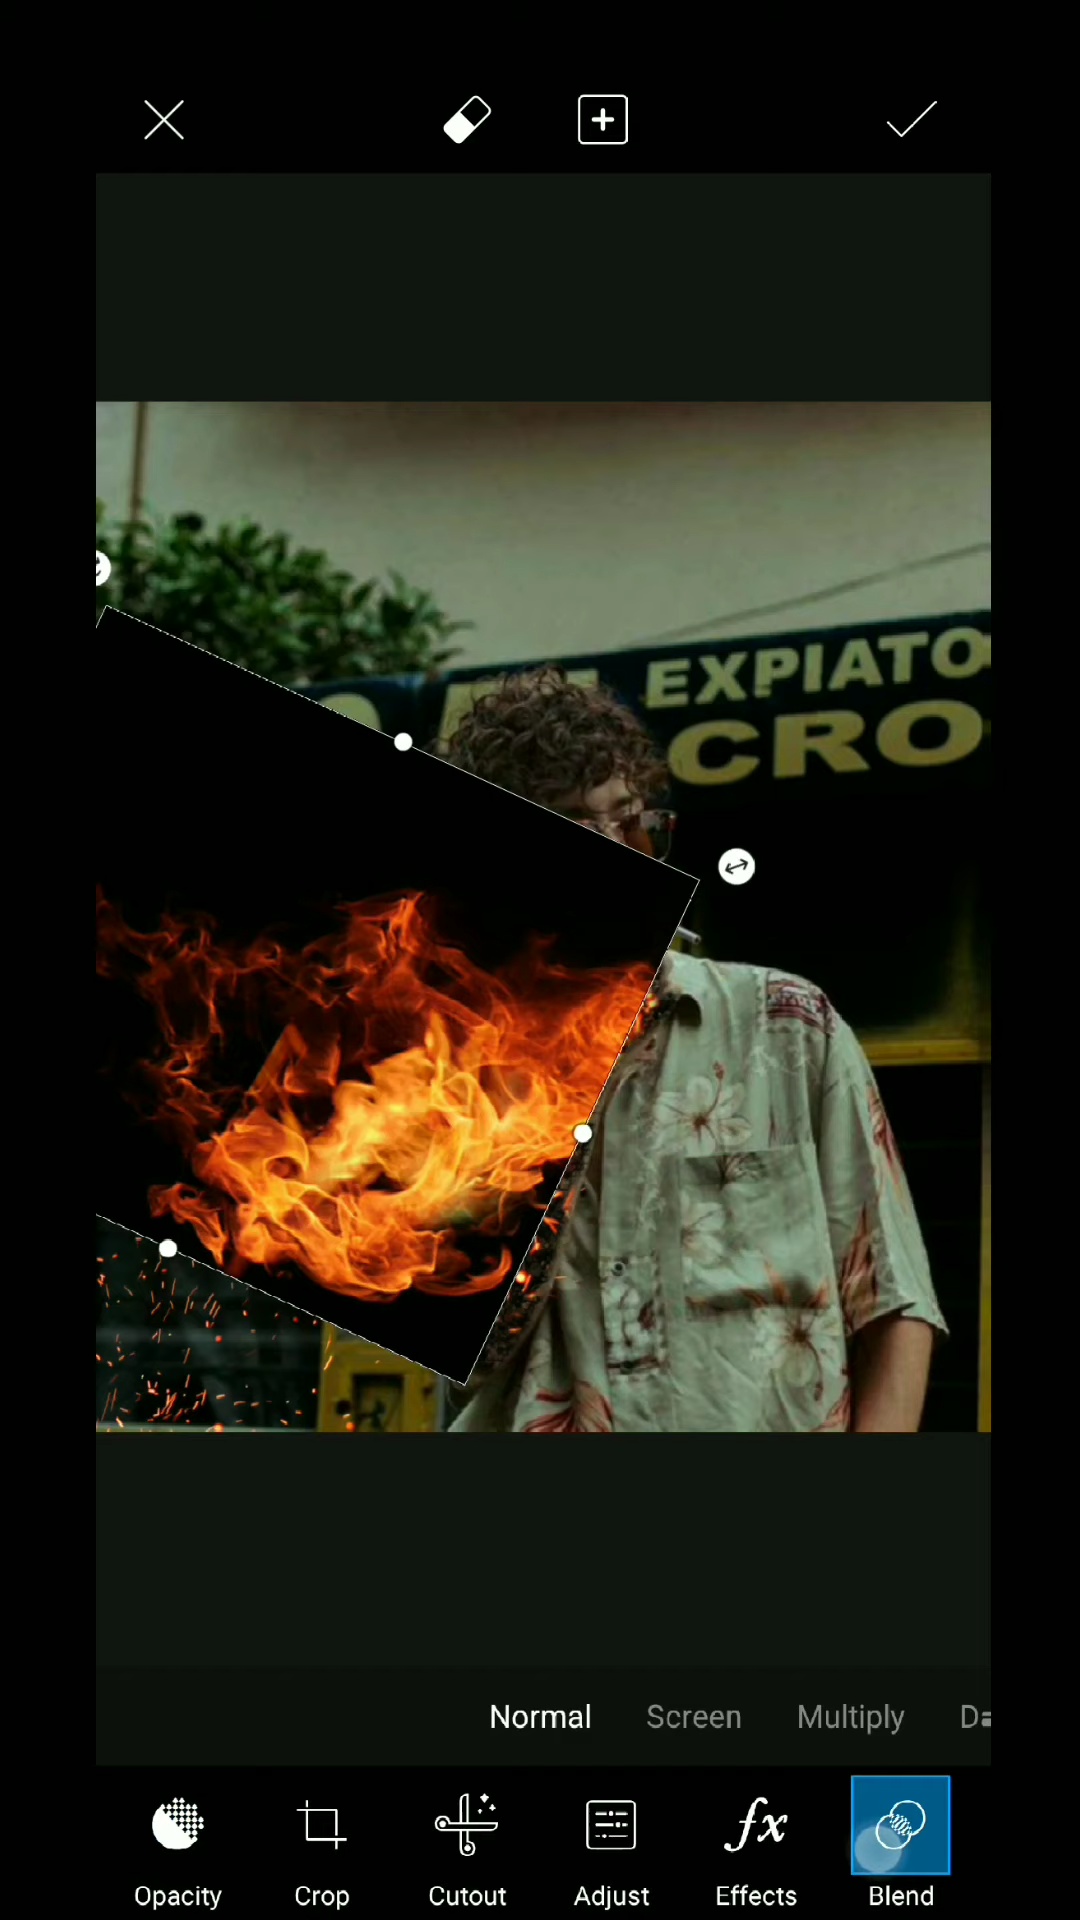 EXPIATO
CRO
Normal Screen Multiply
Opacity Crop Cutout Adjust Effects Blend